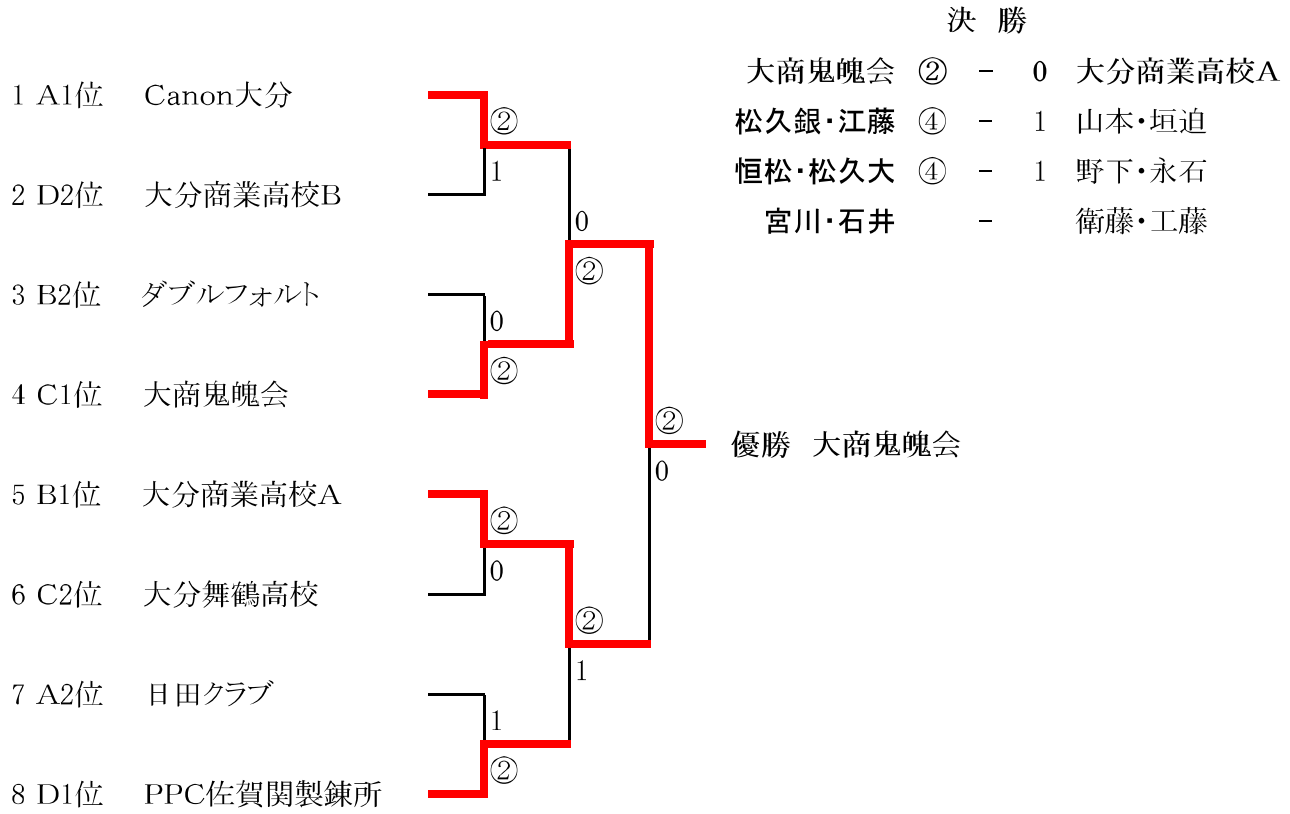 決 勝
大商鬼魄会 ② - 0 大分商業高校A
松久銀・江藤 ④ - 1 山本・垣迫
恒松・松久大 ④ - 1 野下・永石
宮川・石井 - 衛藤・工藤
1 A1位 Canon大分
②
1
2 D2位 大分商業高校B
0
②
3 B2位 ダブルフォルト
0
②
4 C1位 大商鬼魄会
②
優勝 大商鬼魄会
0
5 B1位 大分商業高校A
②
0
6 C2位 大分舞鶴高校
②
1
7 A2位 日田クラブ
1
②
8 D1位 PPC佐賀関製錬所